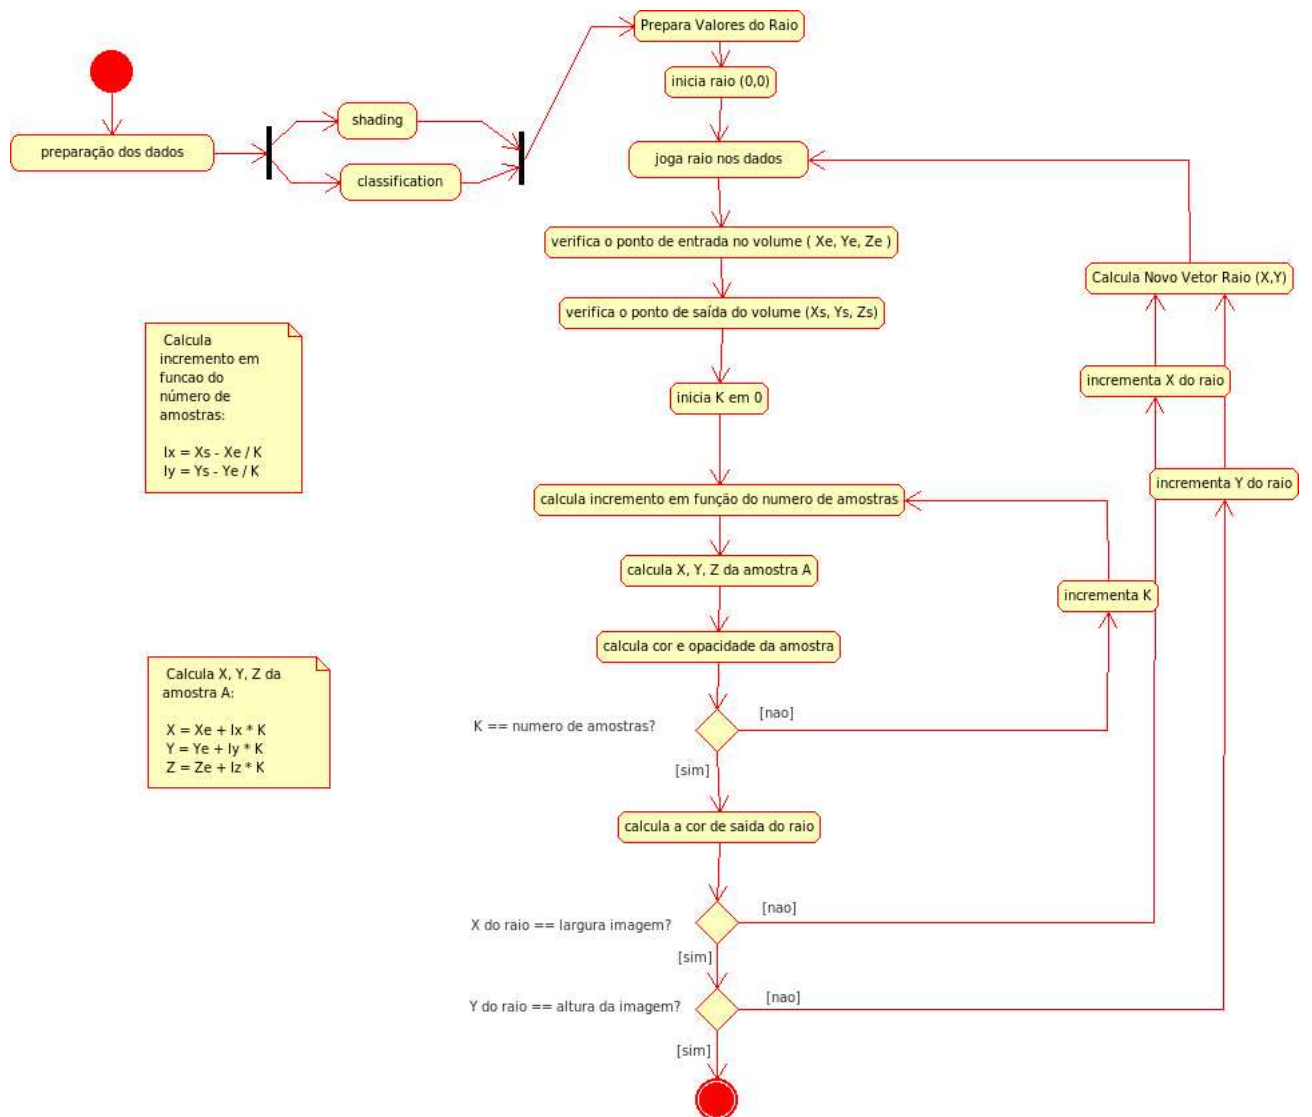 Prepara Valores do Raio
inicia raio (0,0)
preparação dos dados
shading
classification
joga raio nos dados
verifica o ponto de entrada no volume ( Xe, Ye, Ze )
verifica o ponto de saída do volume (Xs, Ys, Zs)
inicia K em 0
Calcula Novo Vetor Raio (X,Y)
incrementa X do raio
incrementa Y do raio
Calcula
incremento em
funcao do
número de
amostras:
Ix = Xs - Xe / K
Iy = Ys - Ye / K
calcula incremento em função do numero de amostras
calcula X, Y, Z da amostra A
incrementa K
calcula cor e opacidade da amostra
Calcula X, Y, Z da
amostra A:
X = Xe + Ix * K
Y = Ye + Iy * K
Z = Ze + Iz * K
K == numero de amostras?
[nao]
[sim]
calcula a cor de saida do raio
X do raio == largura imagem?
[nao]
[sim]
Y do raio == altura da imagem?
[nao]
[sim]